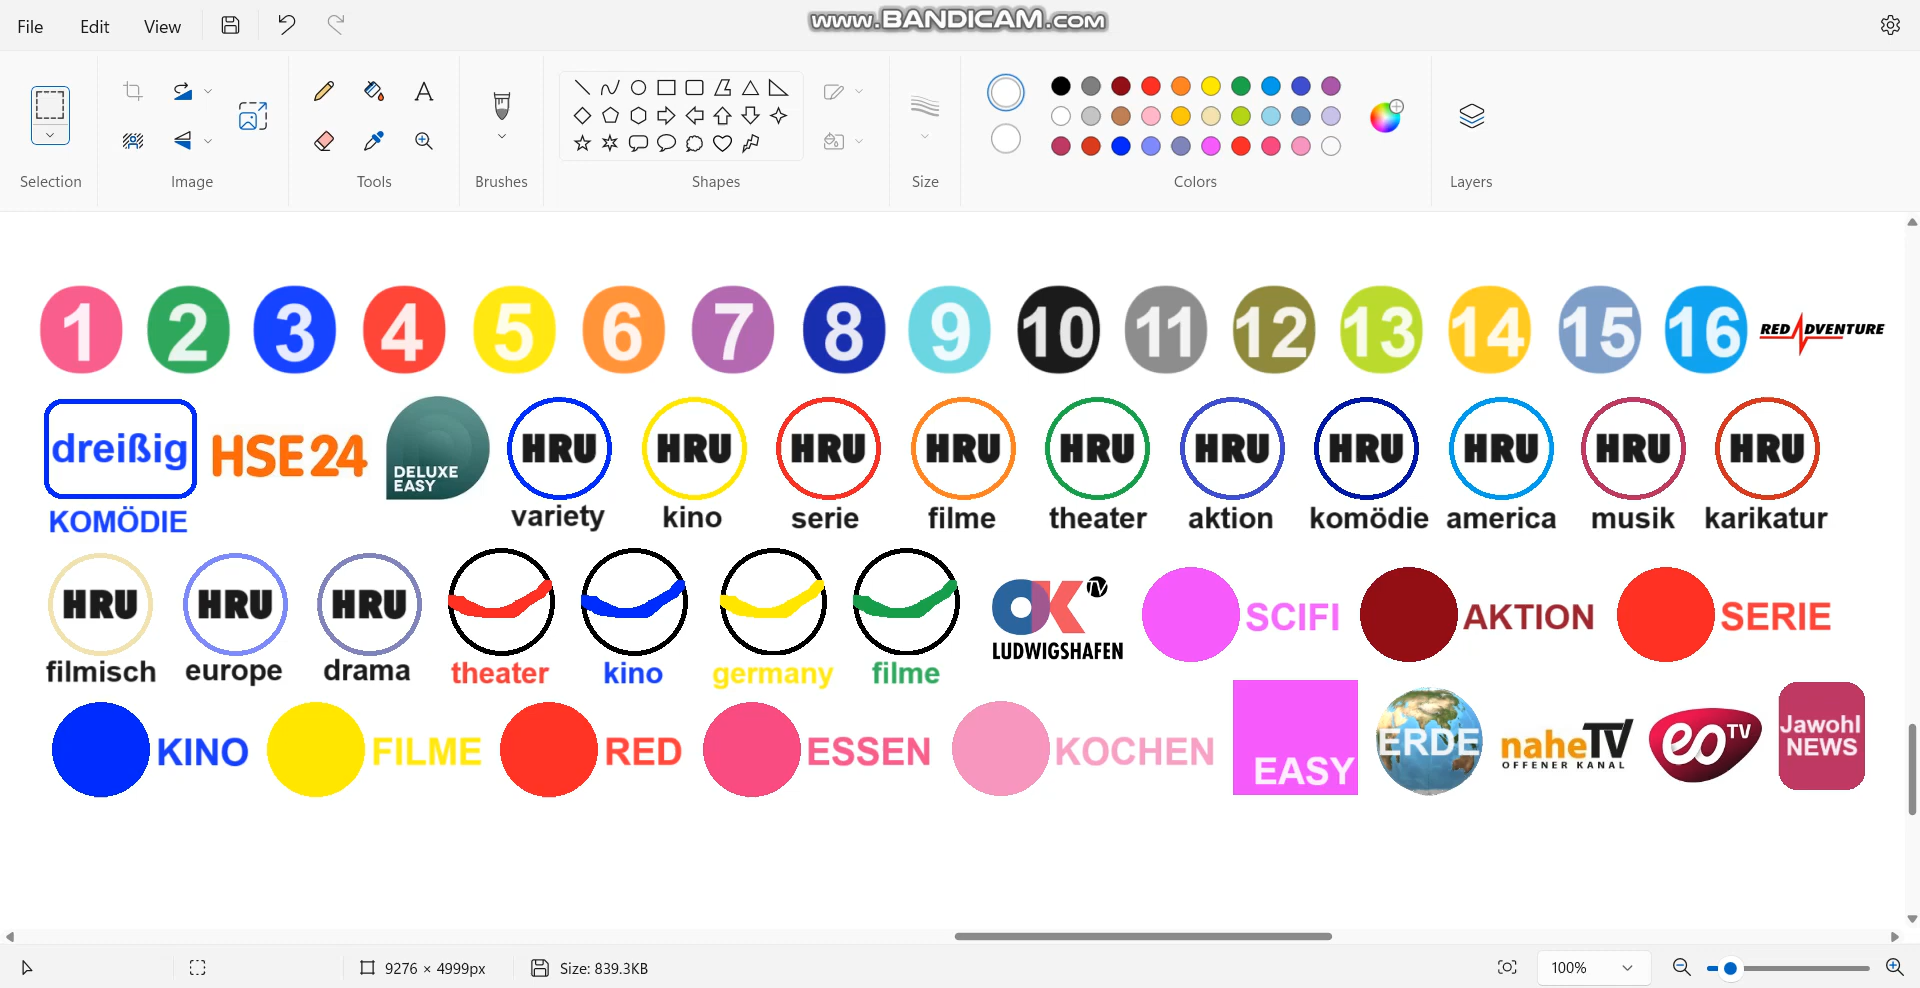 File Edit View
www.BANDICAM.com
Selection Image Tools Brushes Shapes Size Colors Layers
1 2 3 4 5 6 7 8 9 10 11 12 13 14 15 16 RED ADVENTURE
dreißig
KOMÖDIE
HSE24
DELUXE
EASY
HRU
variety
HRU
kino
HRU
serie
HRU
filme
HRU
theater
HRU
aktion
HRU
komödie
HRU
america
HRU
musik
HRU
karikatur
HRU
filmisch
HRU
europe
HRU
drama
theater
kino
germany
filme
OK TV
LUDWIGSHAFEN
SCIFI
AKTION
SERIE
KINO
FILME
RED
ESSEN
KOCHEN
EASY
ERDE
naheTV
OFFENER KANAL
eo TV
Jawohl
NEWS
9276 × 4999px
Size: 839.3KB
100%